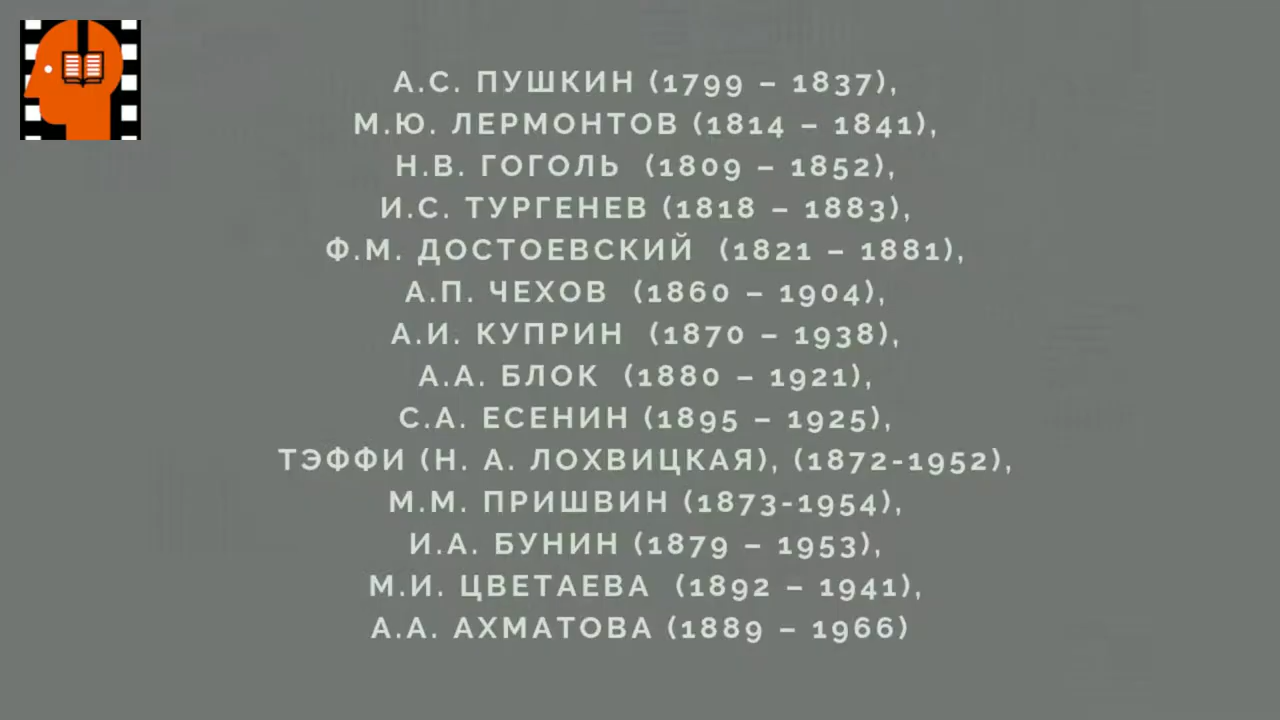 А.С. ПУШКИН (1799 – 1837),
М.Ю. ЛЕРМОНТОВ (1814 – 1841),
Н.В. ГОГОЛЬ (1809 – 1852),
И.С. ТУРГЕНЕВ (1818 – 1883),
Ф.М. ДОСТОЕВСКИЙ (1821 – 1881),
А.П. ЧЕХОВ (1860 – 1904),
А.И. КУПРИН (1870 – 1938),
А.А. БЛОК (1880 – 1921),
С.А. ЕСЕНИН (1895 – 1925),
ТЭФФИ (Н. А. ЛОХВИЦКАЯ), (1872-1952),
М.М. ПРИШВИН (1873-1954),
И.А. БУНИН (1879 – 1953),
М.И. ЦВЕТАЕВА (1892 – 1941),
А.А. АХМАТОВА (1889 – 1966)